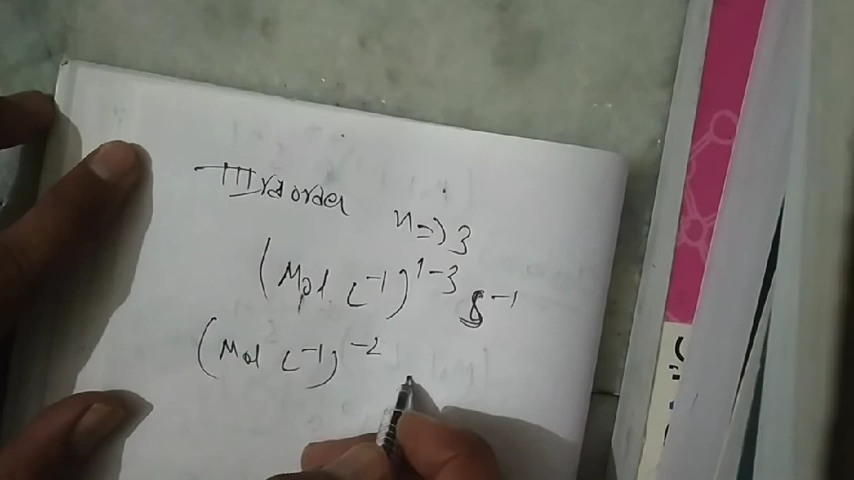 IIIrd order
n => 3
(Mol L⁻¹)¹⁻³ S⁻¹
(Mol L⁻¹)⁻²